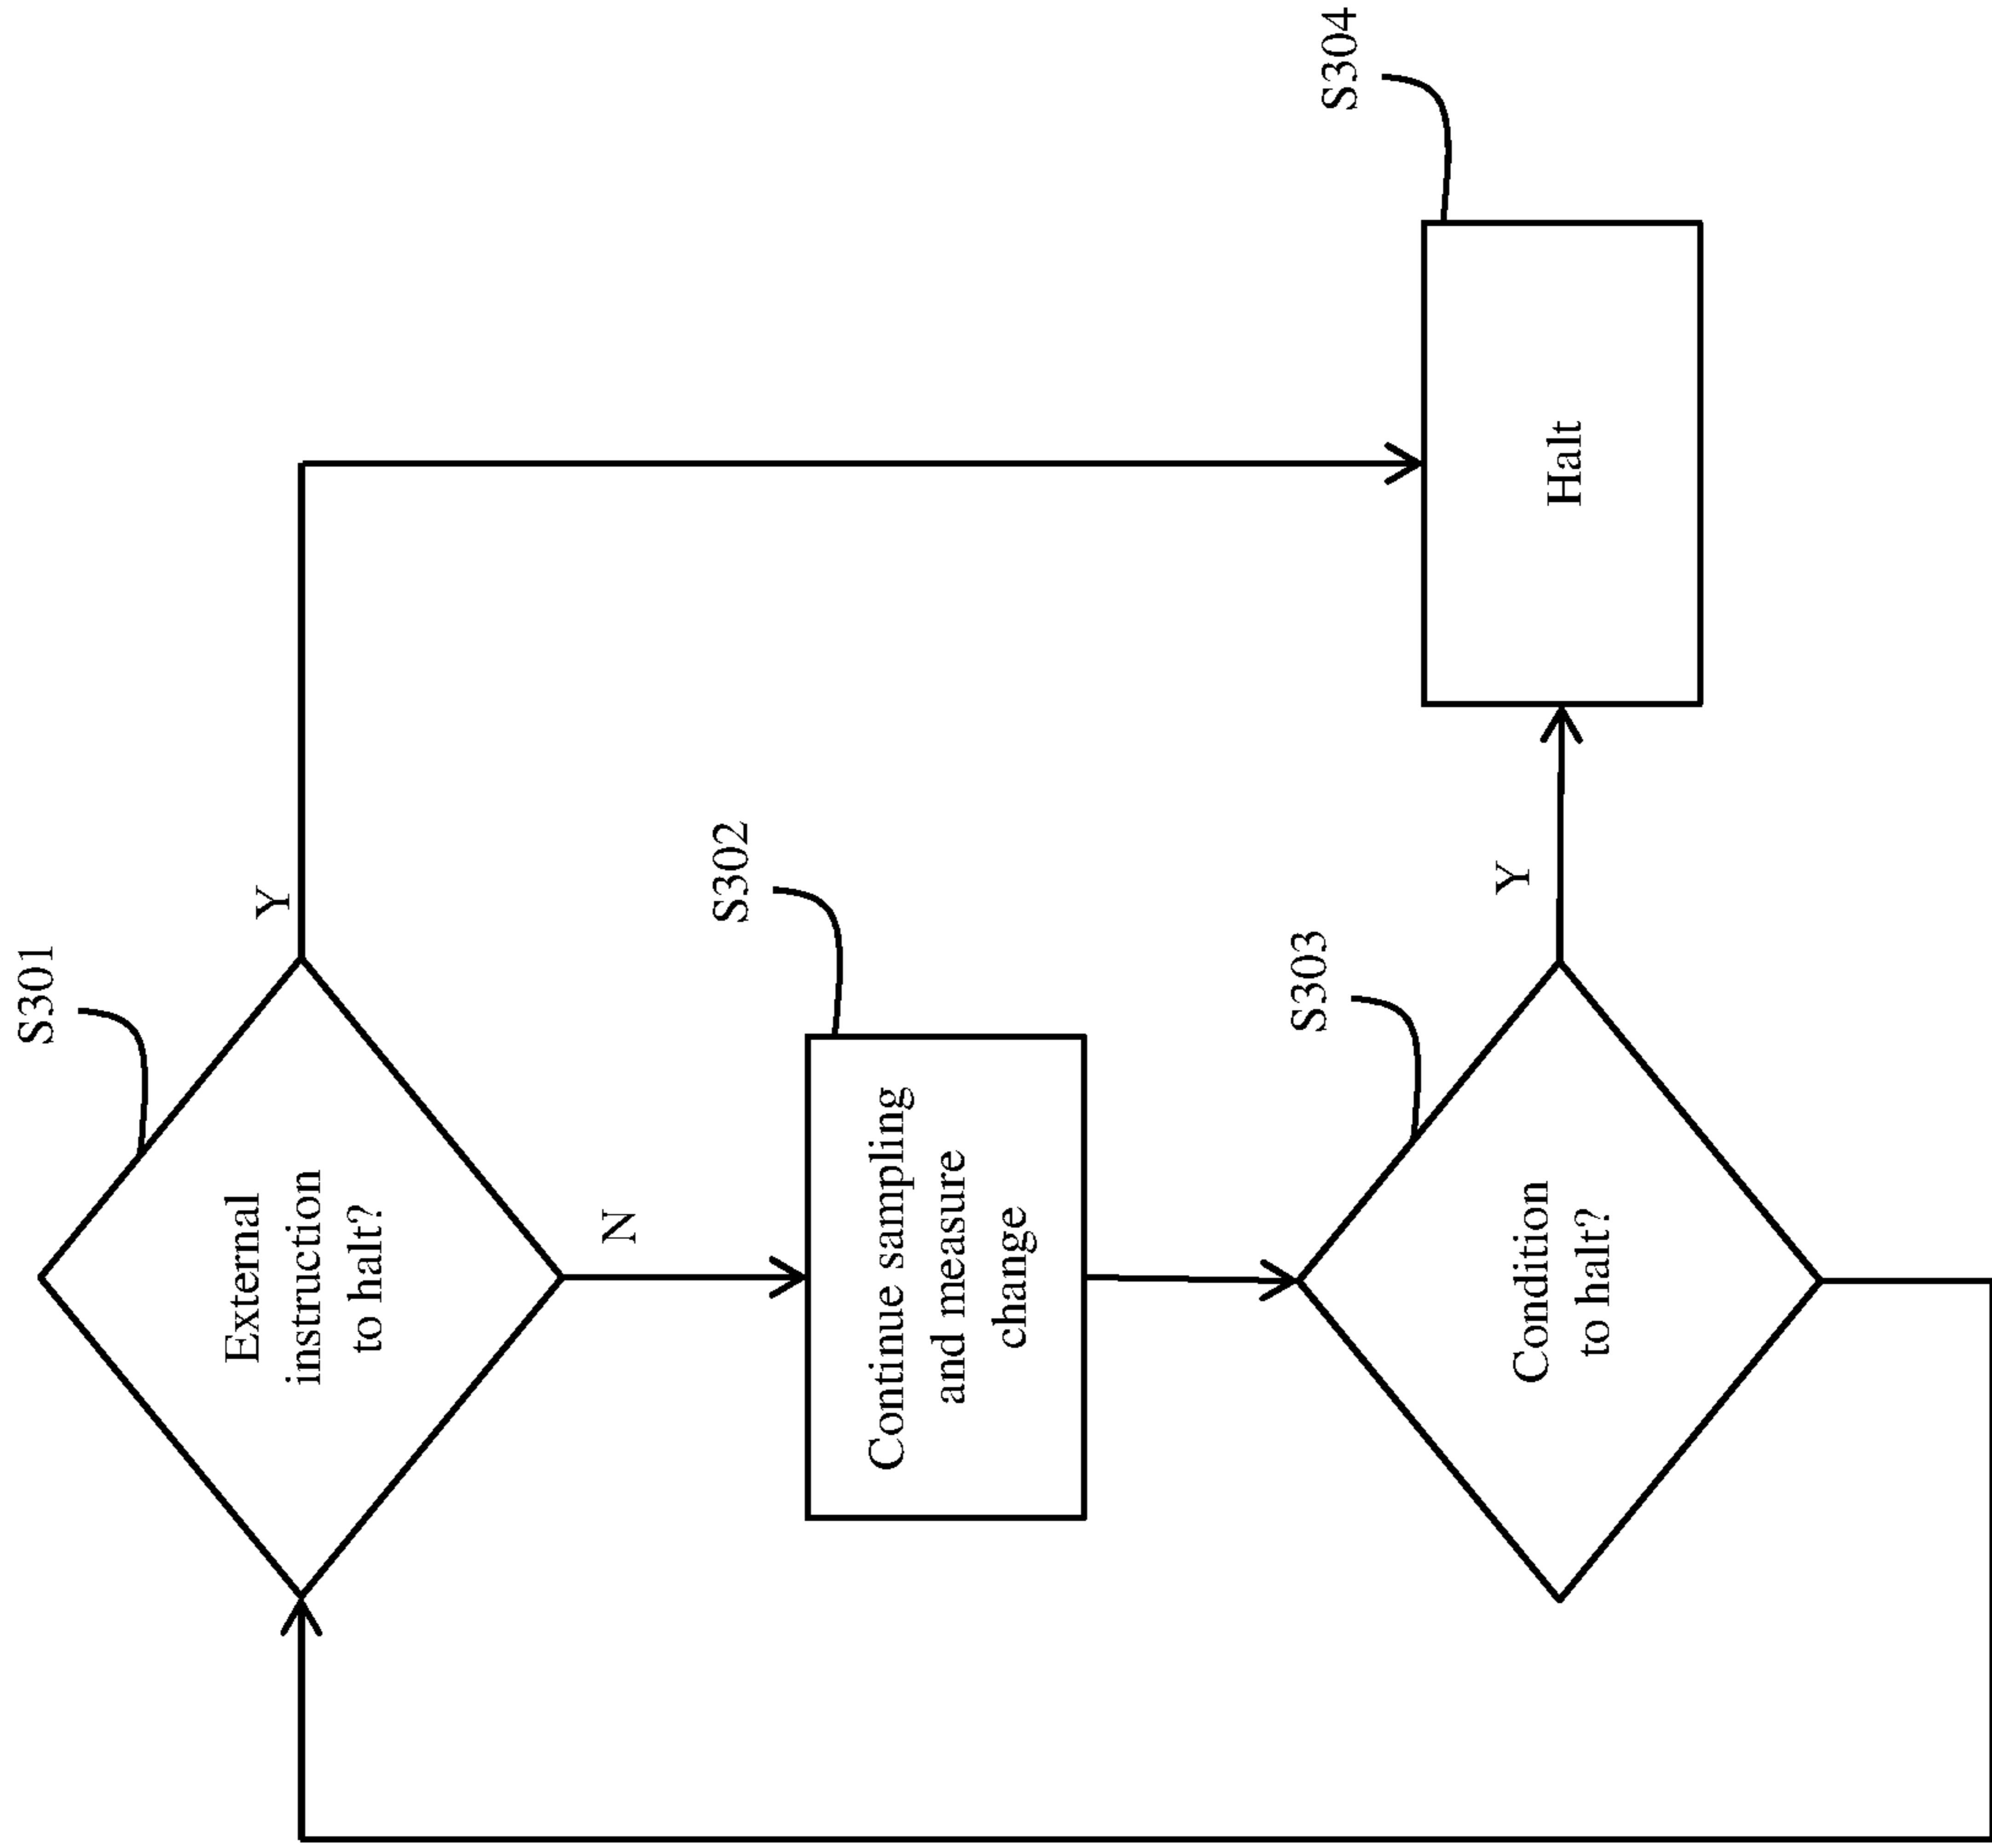 S301
External
instruction
to halt?
Y
N
S302
Continue sampling
and measure
change
S303
Condition
to halt?
Y
S304
Halt